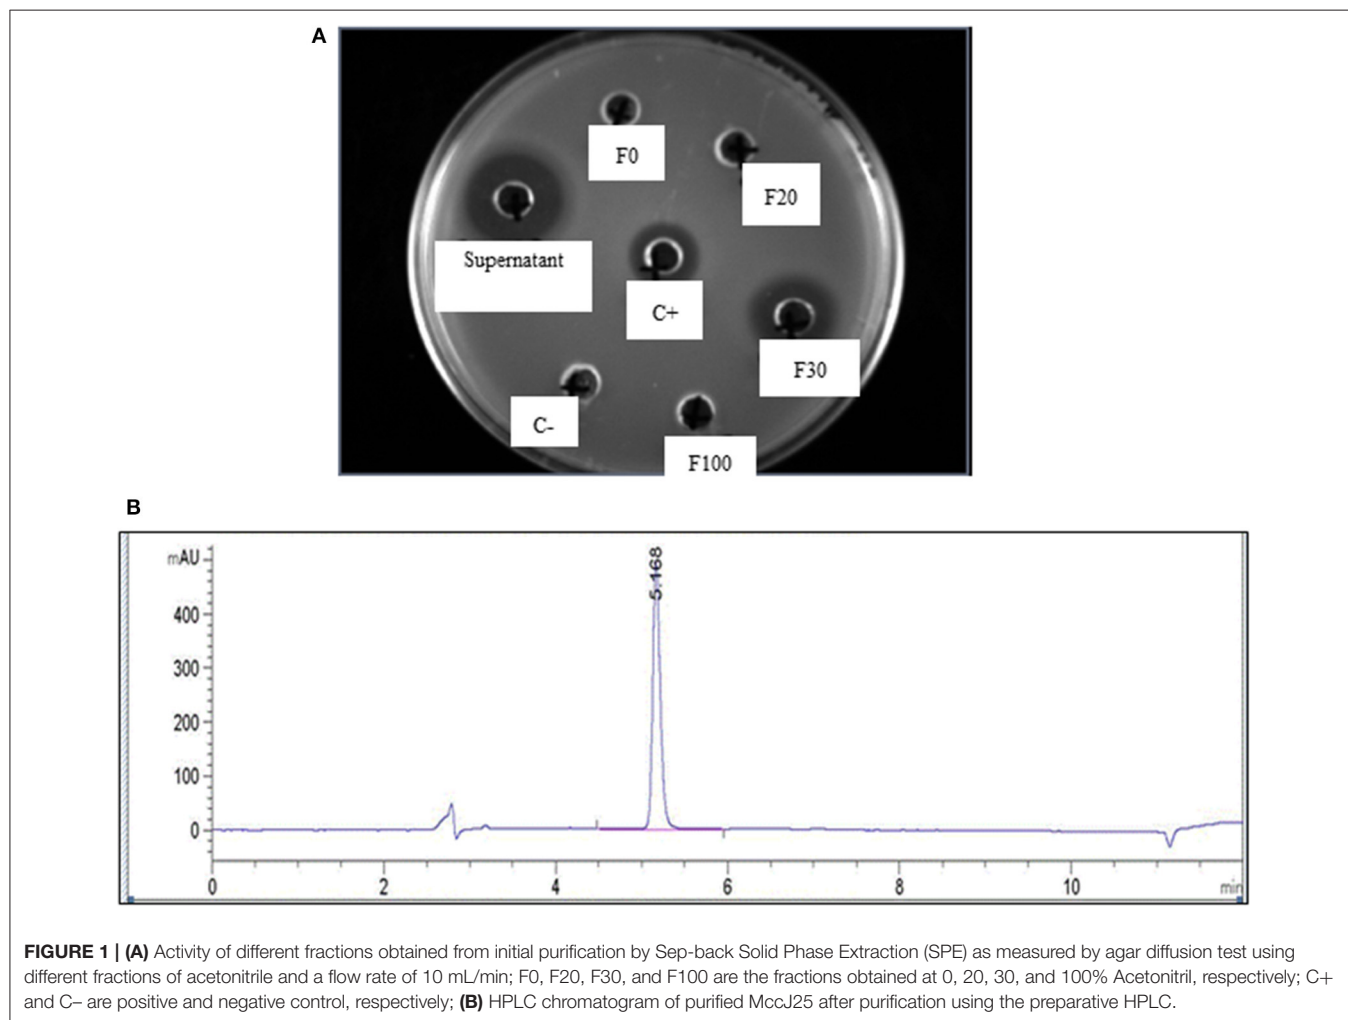 A
F0
F20
Supernatant
C+
F30
C-
F100
B
mAU
5.168
400
300
200
100
0
0 2 4 6 8 10 min
FIGURE 1 | (A) Activity of different fractions obtained from initial purification by Sep-back Solid Phase Extraction (SPE) as measured by agar diffusion test using
different fractions of acetonitrile and a flow rate of 10 mL/min; F0, F20, F30, and F100 are the fractions obtained at 0, 20, 30, and 100% Acetonitril, respectively; C+
and C– are positive and negative control, respectively; (B) HPLC chromatogram of purified MccJ25 after purification using the preparative HPLC.